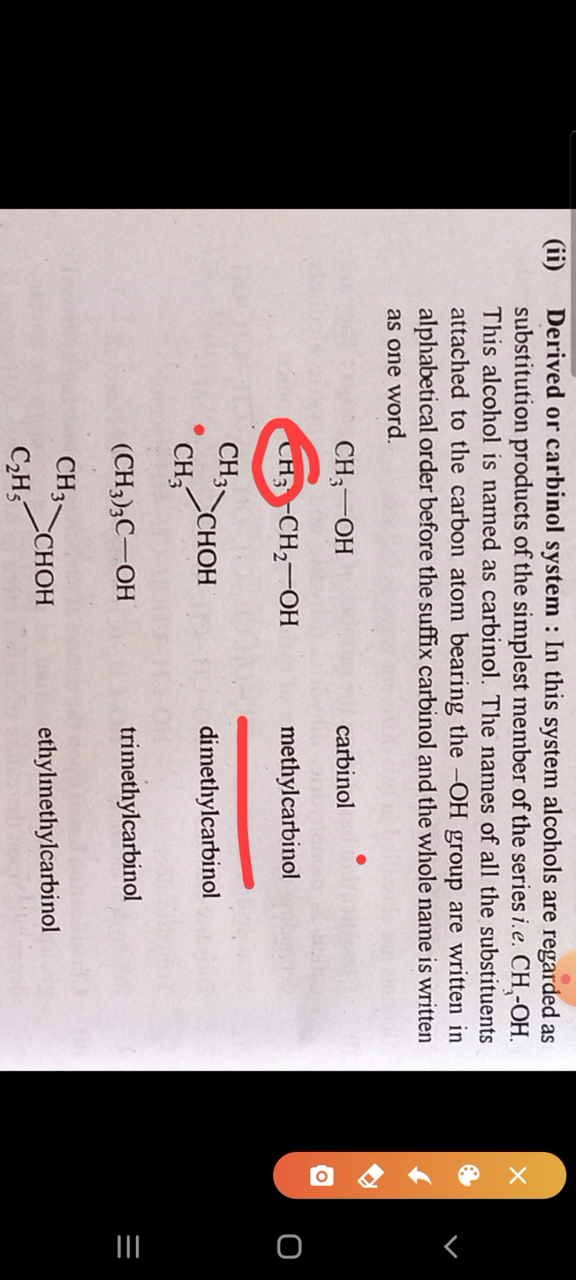 (ii) Derived or carbinol system : In this system alcohols are regarded as
substitution products of the simplest member of the series i.e. CH₃-OH.
This alcohol is named as carbinol. The names of all the substituents
attached to the carbon atom bearing the –OH group are written in
alphabetical order before the suffix carbinol and the whole name is written
as one word.
CH₃—OH carbinol
CH₃—CH₂—OH methylcarbinol
CH₃
CH₃
CHOH dimethylcarbinol
(CH₃)₃C—OH trimethylcarbinol
CH₃
C₂H₅
CHOH ethylmethylcarbinol